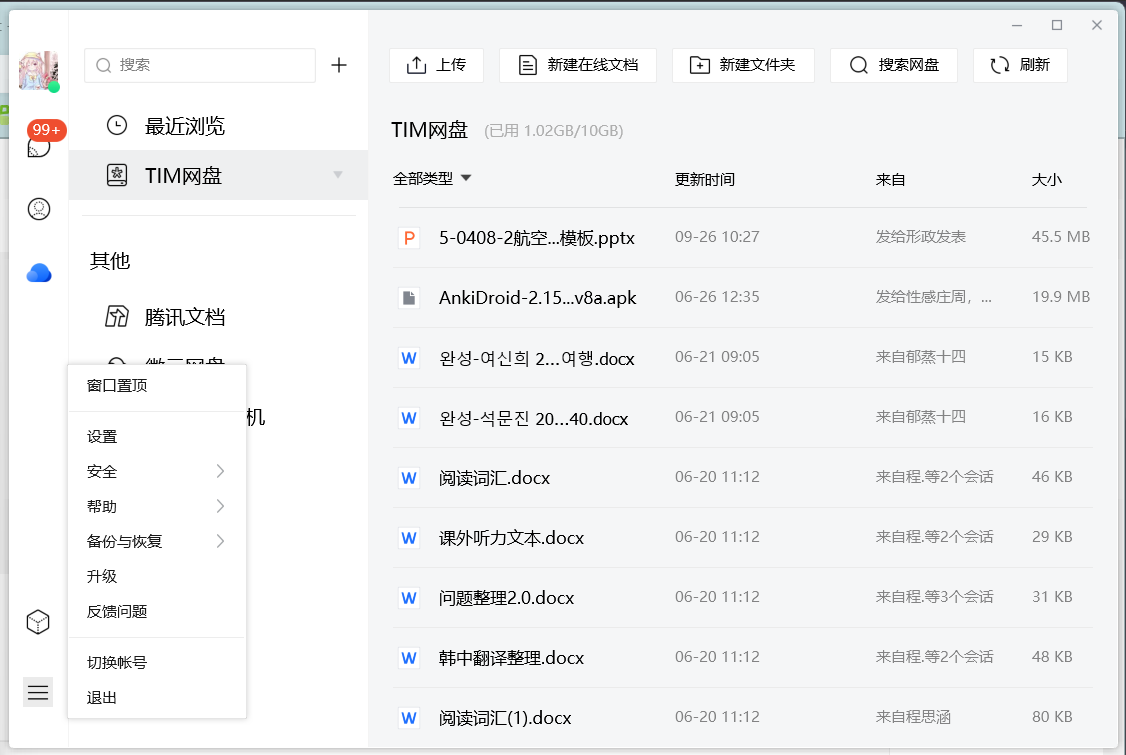 搜索
上传
新建在线文档
新建文件夹
搜索网盘
刷新
99+
最近浏览
TIM网盘
其他
腾讯文档
机
窗口置顶
设置
安全
帮助
备份与恢复
升级
反馈问题
切换帐号
退出
TIM网盘 (已用 1.02GB/10GB)
全部类型 更新时间 来自 大小
P 5-0408-2航空...模板.pptx 09-26 10:27 发给形政发表 45.5 MB
AnkiDroid-2.15...v8a.apk 06-26 12:35 发给性感庄周，... 19.9 MB
W 완성-여신희 2...여행.docx 06-21 09:05 来自郁蒸十四 15 KB
W 완성-석문진 20...40.docx 06-21 09:05 来自郁蒸十四 16 KB
W 阅读词汇.docx 06-20 11:12 来自程.等2个会话 46 KB
W 课外听力文本.docx 06-20 11:12 来自程.等2个会话 29 KB
W 问题整理2.0.docx 06-20 11:12 来自程.等3个会话 31 KB
W 韩中翻译整理.docx 06-20 11:12 来自程.等2个会话 48 KB
W 阅读词汇(1).docx 06-20 11:12 来自程思涵 80 KB